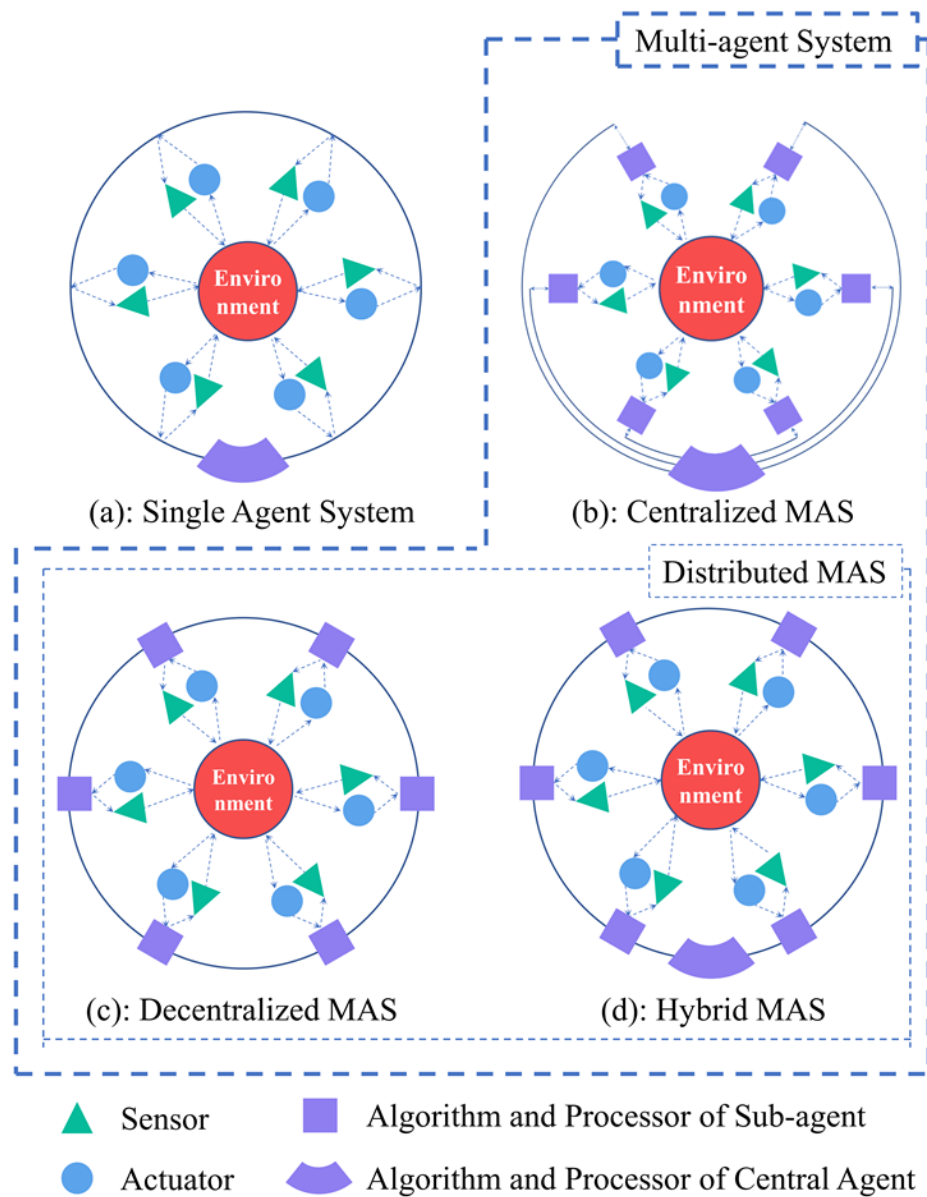 Multi-agent System
Enviro
nment
Enviro
nment
(a): Single Agent System
(b): Centralized MAS
Distributed MAS
Enviro
nment
Enviro
nment
(c): Decentralized MAS
(d): Hybrid MAS
Sensor
Algorithm and Processor of Sub-agent
Actuator
Algorithm and Processor of Central Agent